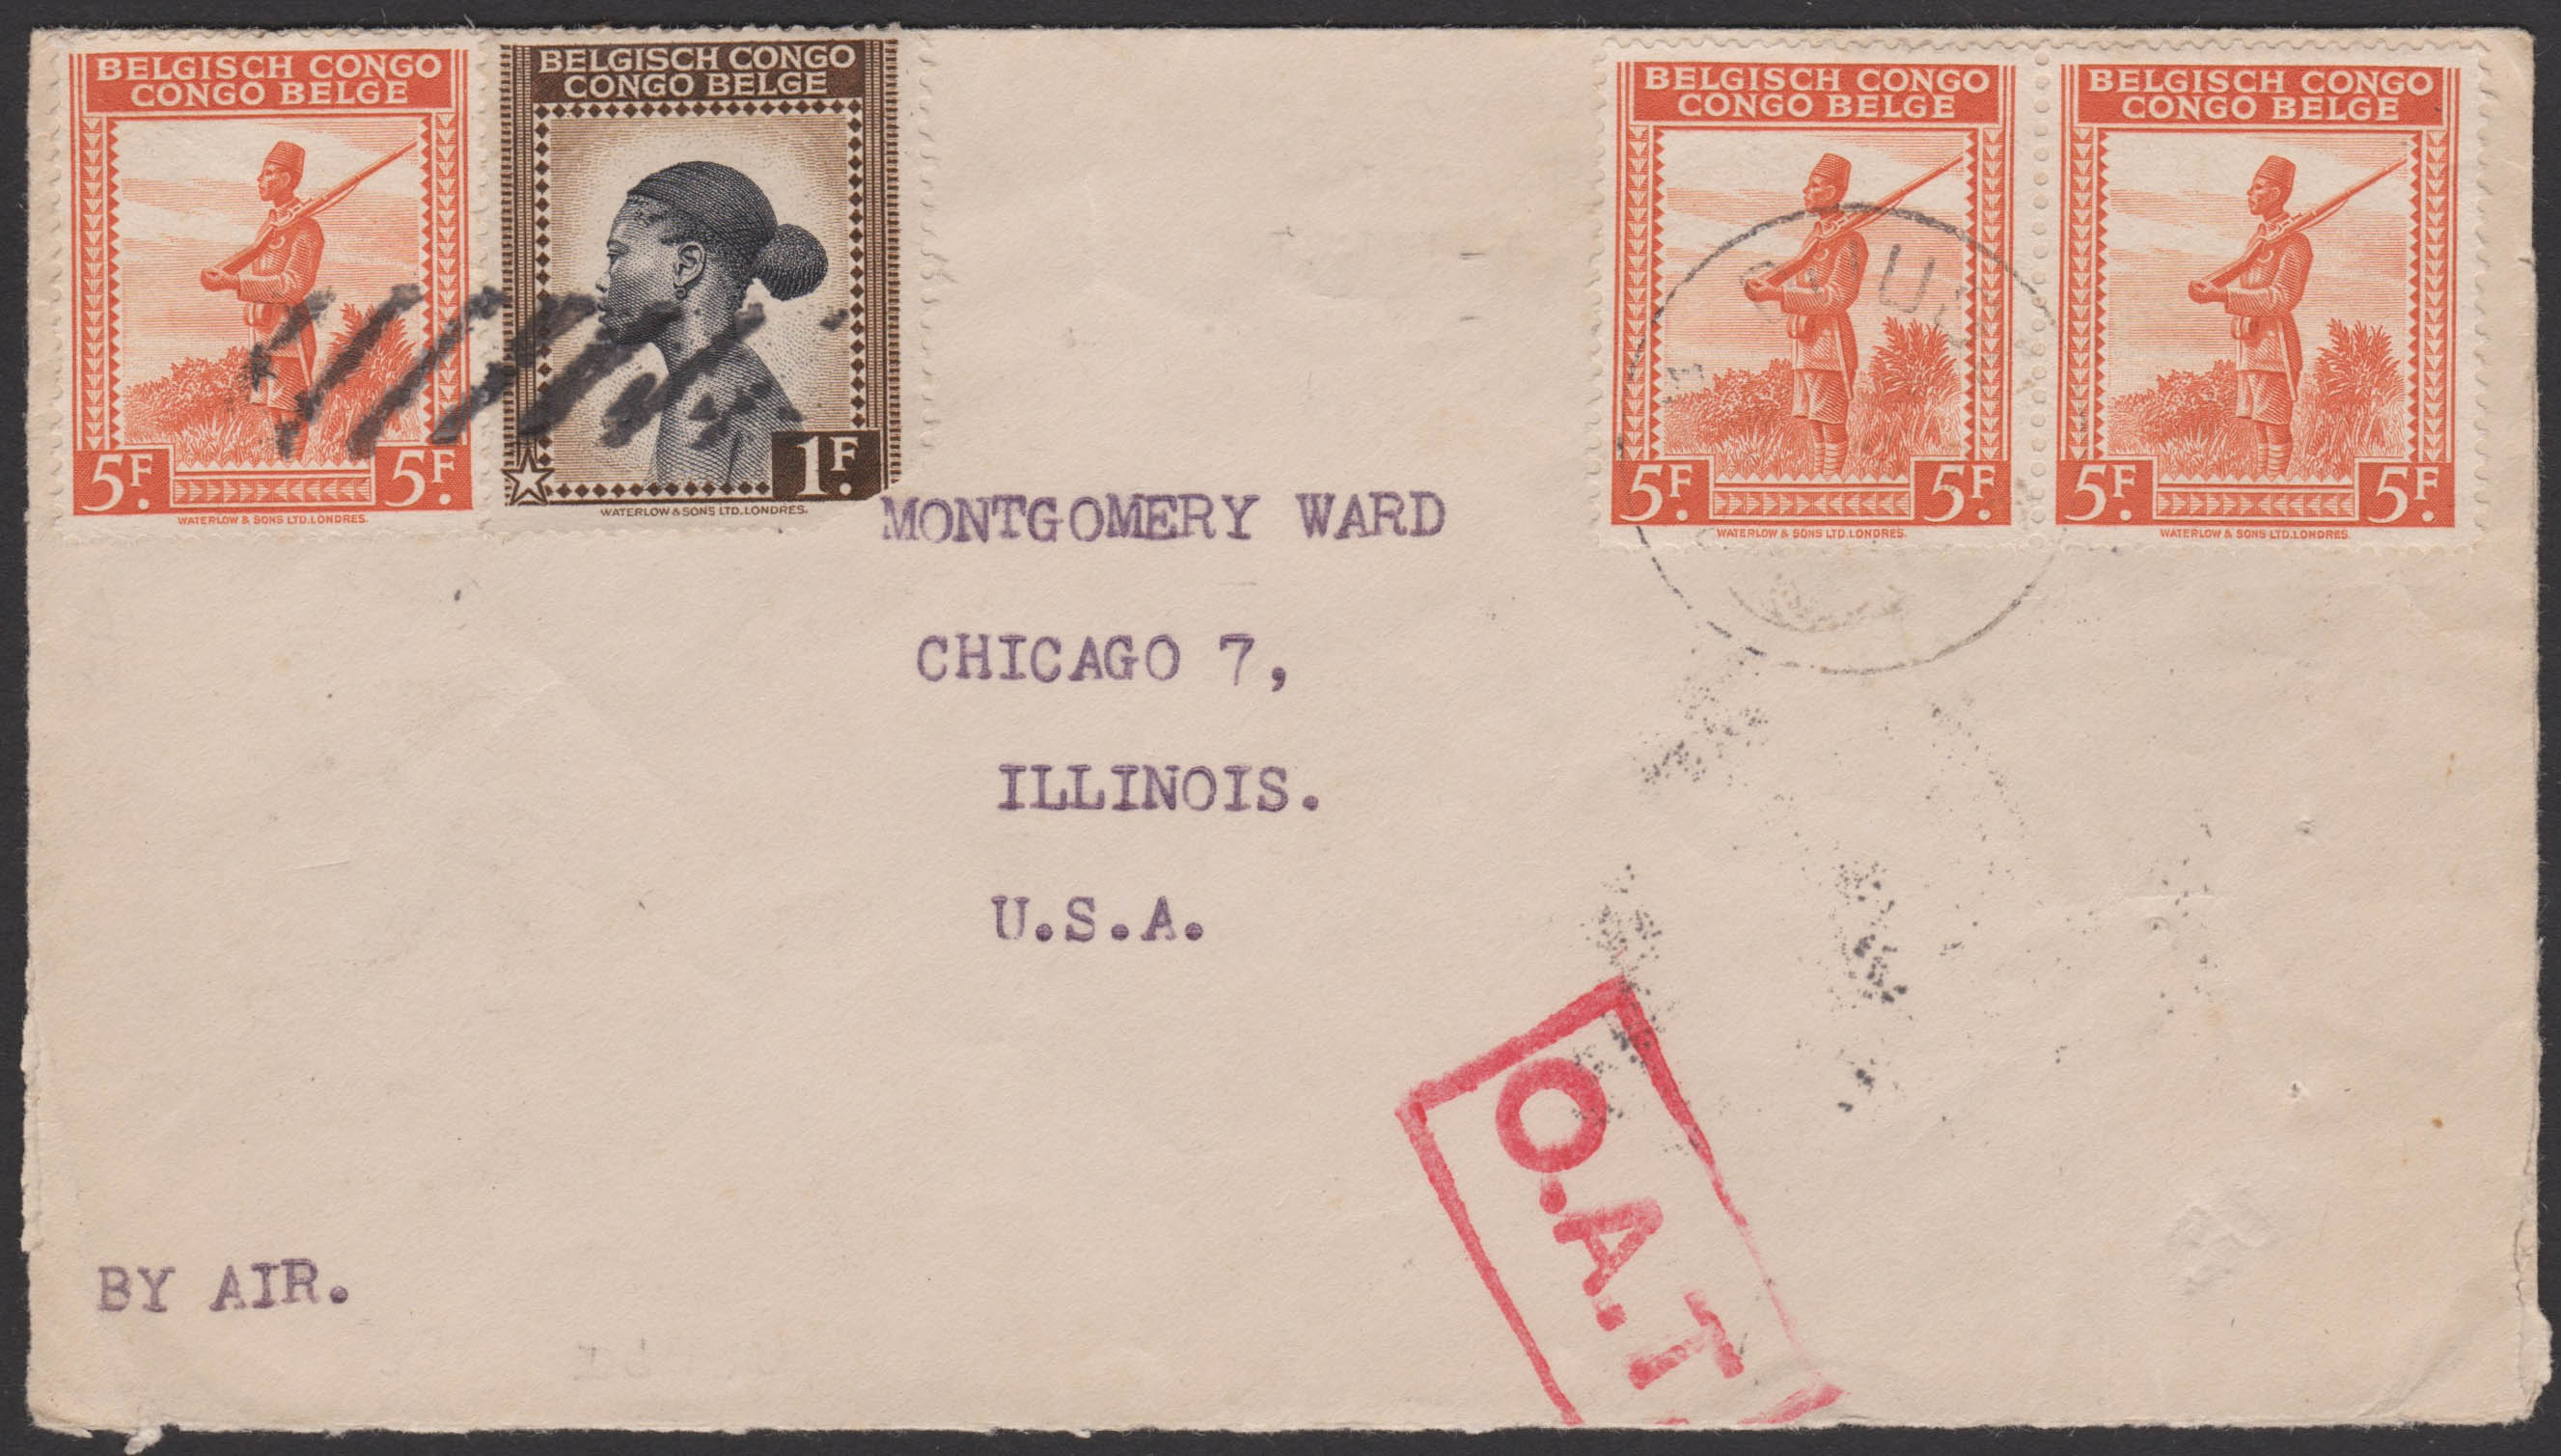 BELGISCH CONGO
CONGO BELGE
5F. 5F.
WATERLOW & SONS LTD. LONDRES.
BELGISCH CONGO
CONGO BELGE
1F.
WATERLOW & SONS LTD. LONDRES.
BELGISCH CONGO
CONGO BELGE
5F. 5F.
WATERLOW & SONS LTD. LONDRES.
BELGISCH CONGO
CONGO BELGE
5F. 5F.
WATERLOW & SONS LTD. LONDRES.
MONTGOMERY WARD
CHICAGO 7,
ILLINOIS.
U.S.A.
O.A.T
BY AIR.